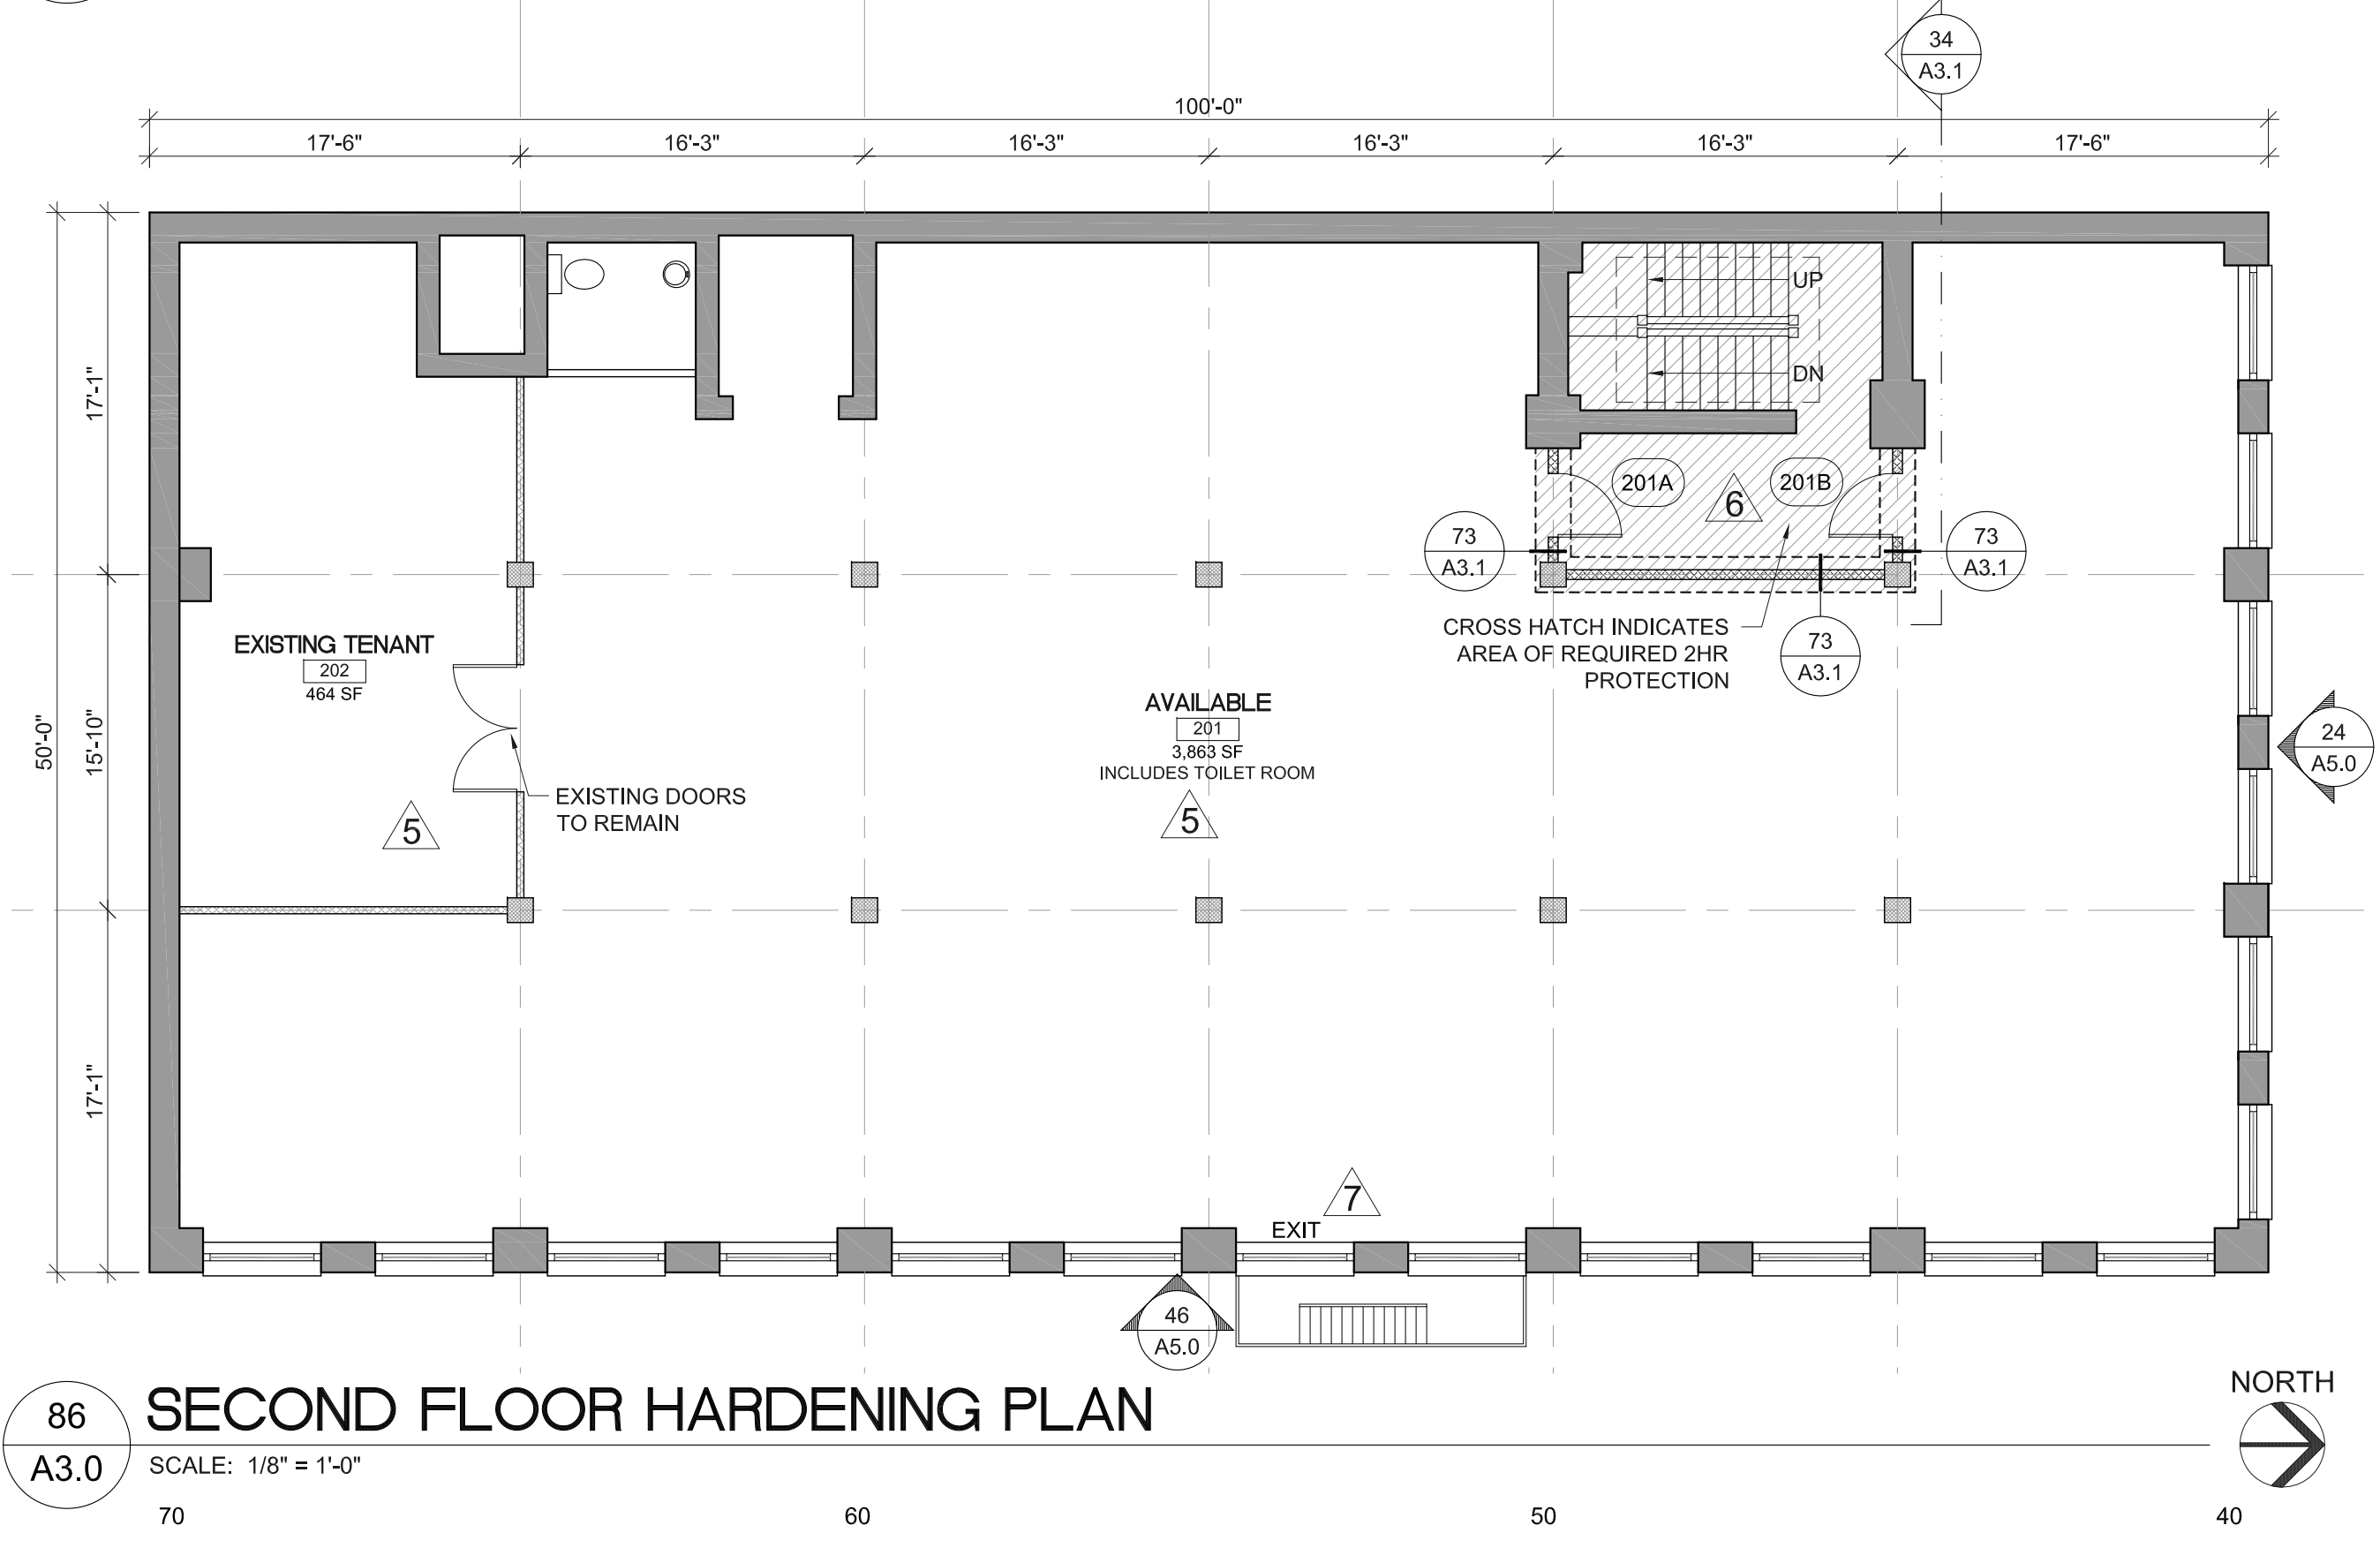 34
A3.1
100'-0"
17'-6"
16'-3"
16'-3"
16'-3"
16'-3"
17'-6"
50'-0"
17'-1"
15'-10"
17'-1"
UP
DN
201A
201B
6
73
A3.1
73
A3.1
73
A3.1
CROSS HATCH INDICATES
AREA OF REQUIRED 2HR
PROTECTION
EXISTING TENANT
202
464 SF
5
EXISTING DOORS
TO REMAIN
AVAILABLE
201
3,863 SF
INCLUDES TOILET ROOM
5
24
A5.0
7
EXIT
46
A5.0
86
A3.0
SECOND FLOOR HARDENING PLAN
SCALE: 1/8" = 1'-0"
NORTH
70
60
50
40